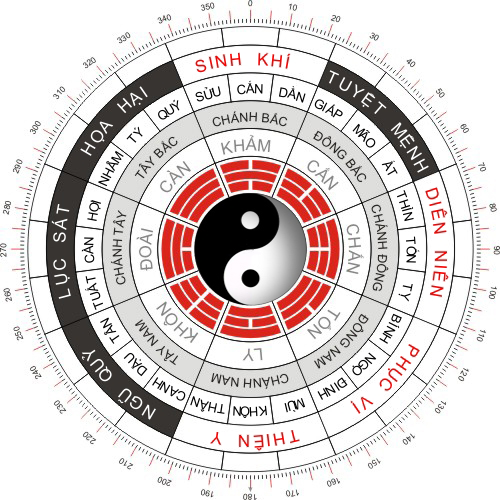 0
10
20
30
40
50
60
70
80
90
100
110
120
130
140
150
160
170
180
190
200
210
220
230
240
250
260
270
280
290
300
310
320
330
340
350
SINH KHÍ
TUYỆT MỆNH
DIÊN NIÊN
PHỤC VỊ
THIÊN Y
NGŨ QUỶ
LỤC SÁT
HỌA HẠI
SỬU
CẤN
DẦN
GIÁP
MÃO
ẤT
THÌN
TỐN
TỴ
BÍNH
NGỌ
ĐINH
MÙI
KHÔN
THÂN
CANH
DẬU
TÂN
TUẤT
CÀN
HỢI
NHÂM
TÝ
QUÝ
CHÁNH BẮC
ĐÔNG BẮC
CHÁNH ĐÔNG
ĐÔNG NAM
CHÁNH NAM
TÂY NAM
CHÁNH TÂY
TÂY BẮC
KHẢM
CẤN
CHẤN
TỐN
LY
KHÔN
ĐOÀI
CÀN